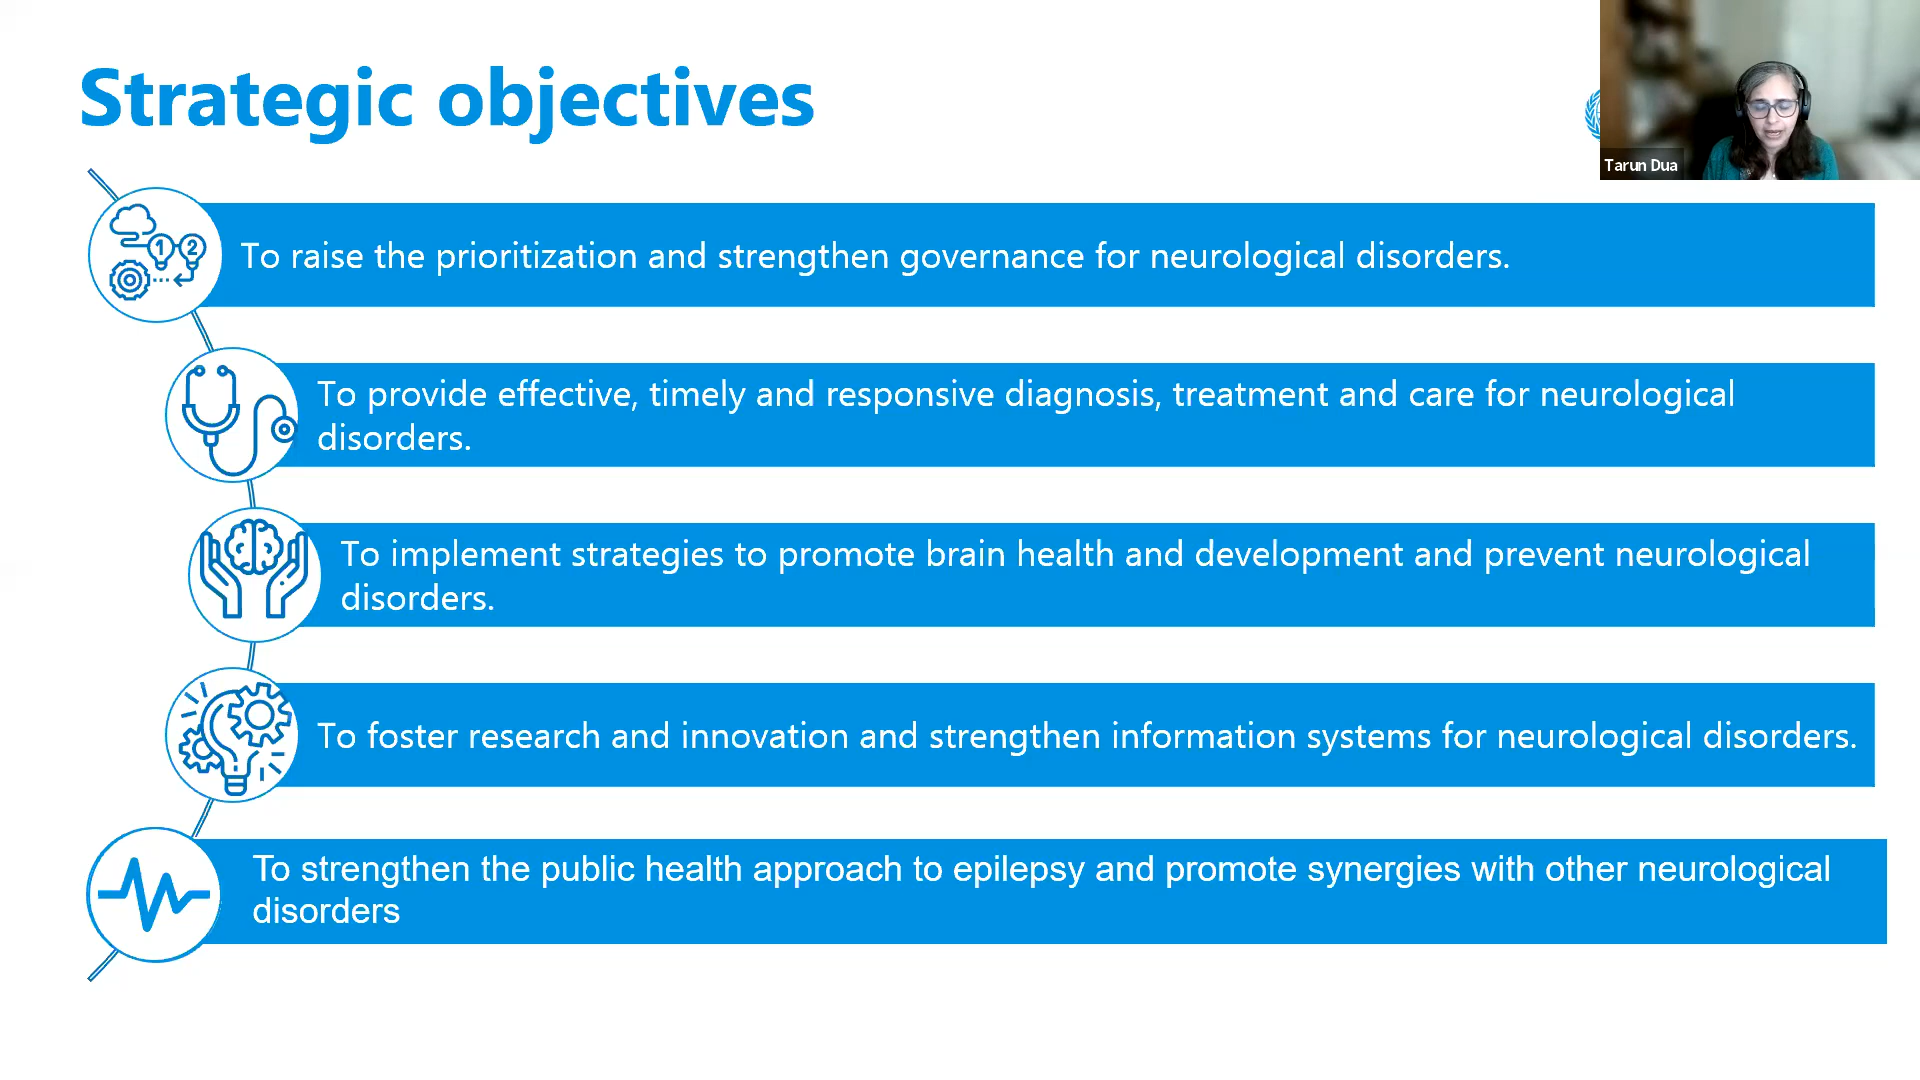 Strategic objectives
Tarun Dua
1 2
To raise the prioritization and strengthen governance for neurological disorders.
To provide effective, timely and responsive diagnosis, treatment and care for neurological
disorders.
To implement strategies to promote brain health and development and prevent neurological
disorders.
To foster research and innovation and strengthen information systems for neurological disorders.
To strengthen the public health approach to epilepsy and promote synergies with other neurological
disorders